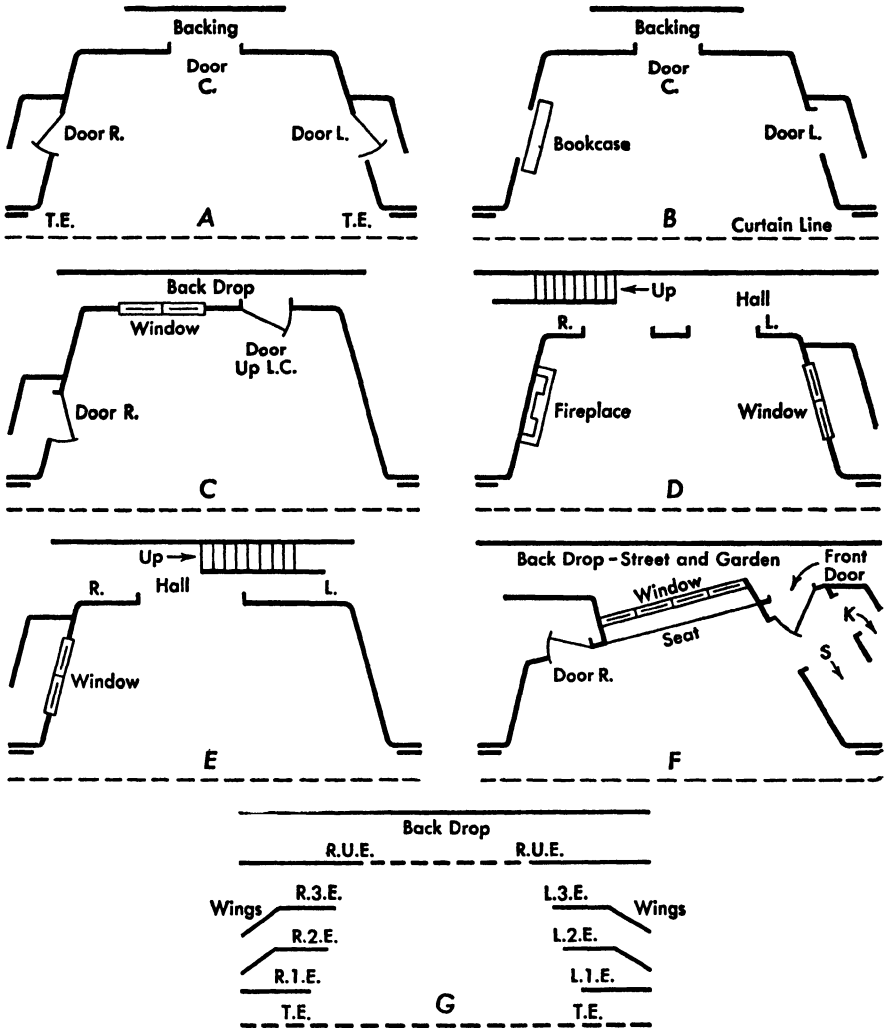 Backing
Door
C.
Door R.
Door L.
T.E.
A
T.E.
Backing
Door
C.
Bookcase
Door L.
B
Curtain Line
Back Drop
Window
Door
Up L.C.
Door R.
C
Up
Hall
R.
L.
Fireplace
Window
D
Up
Hall
R.
L.
Window
E
Back Drop - Street and Garden
Front
Door
Window
Seat
K
S
Door R.
F
Back Drop
R.U.E.
R.U.E.
R.3.E.
L.3.E.
Wings
Wings
R.2.E.
L.2.E.
R.1.E.
L.1.E.
T.E.
G
T.E.